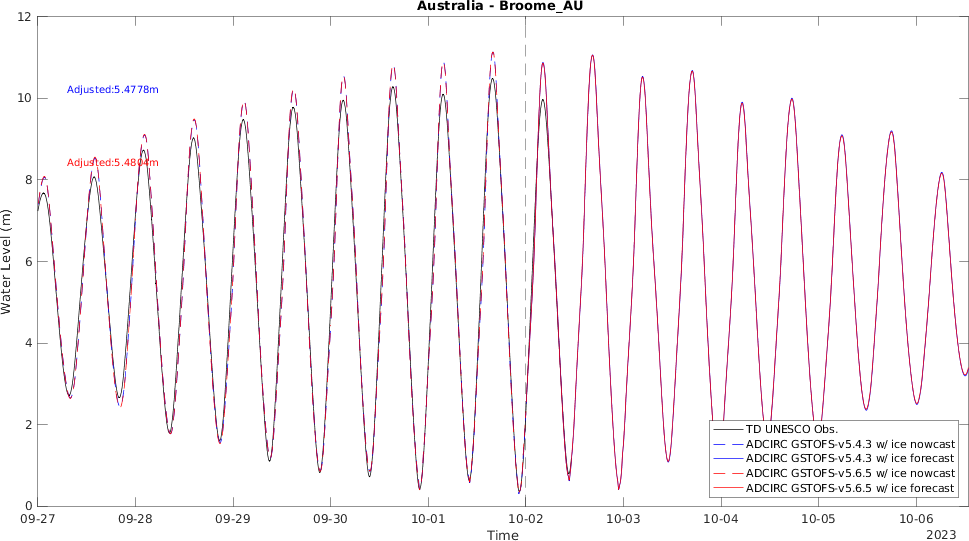 Australia - Broome_AU
12
10
8
6
4
2
0
Water Level (m)
Adjusted:5.4778m
Adjusted:5.4804m
TD UNESCO Obs.
ADCIRC GSTOFS-v5.4.3 w/ ice nowcast
ADCIRC GSTOFS-v5.4.3 w/ ice forecast
ADCIRC GSTOFS-v5.6.5 w/ ice nowcast
ADCIRC GSTOFS-v5.6.5 w/ ice forecast
09-27 09-28 09-29 09-30 10-01 10-02 10-03 10-04 10-05 10-06
Time
2023